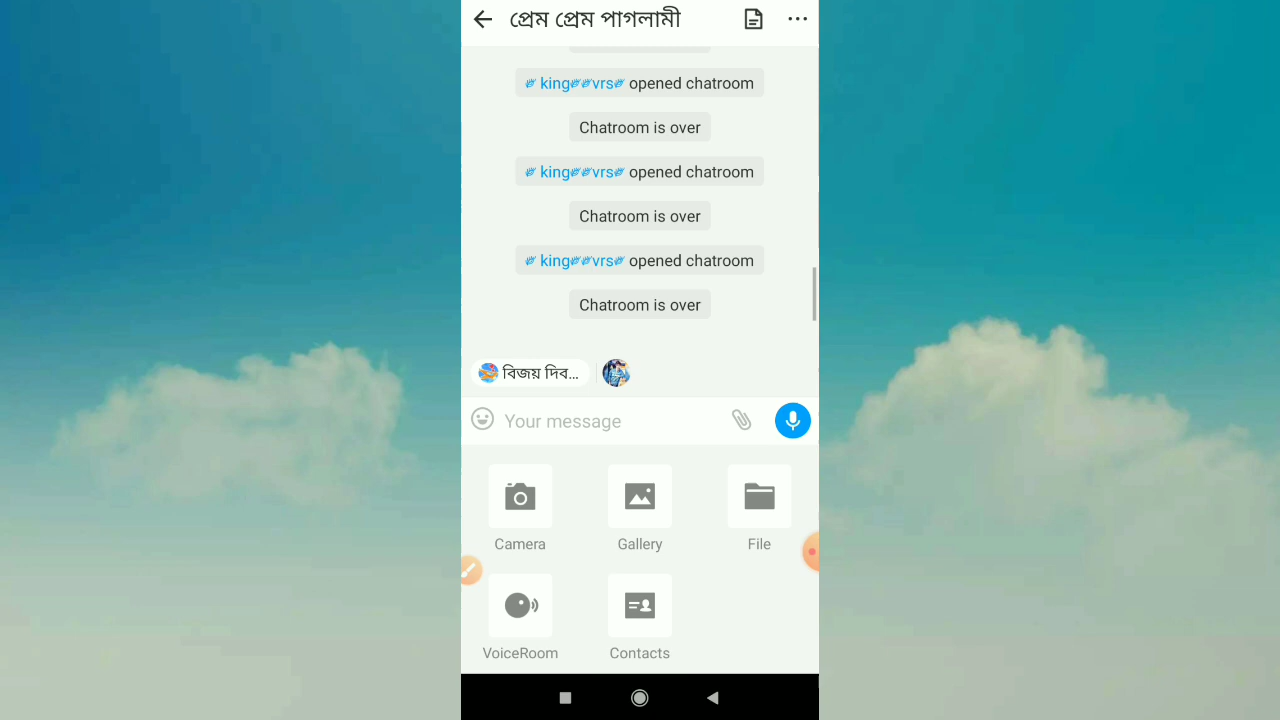 প্রেম প্রেম পাগলামী
king vrs opened chatroom
Chatroom is over
king vrs opened chatroom
Chatroom is over
king vrs opened chatroom
Chatroom is over
বিজয় দিব...
Your message
Camera Gallery File
VoiceRoom Contacts